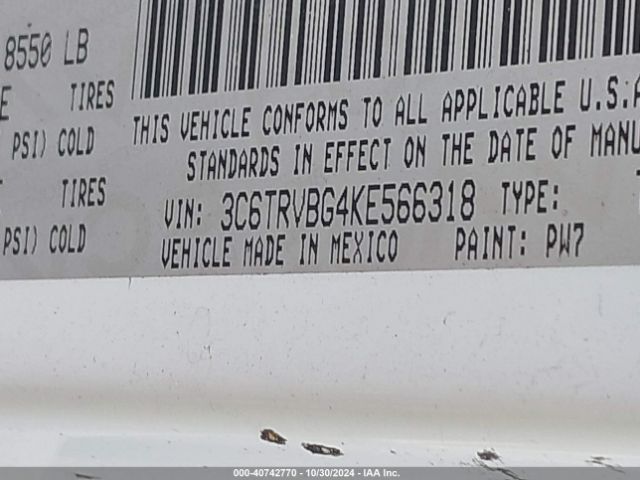 8550 LB
TIRES
PSI) COLD
TIRES
PSI) COLD
THIS VEHICLE CONFORMS TO ALL APPLICABLE U.S.A
STANDARDS IN EFFECT ON THE DATE OF MANU
VIN: 3C6TRVBG4KE566318 TYPE:
VEHICLE MADE IN MEXICO PAINT: PW7
000-40742770 - 10/30/2024 - IAA Inc.